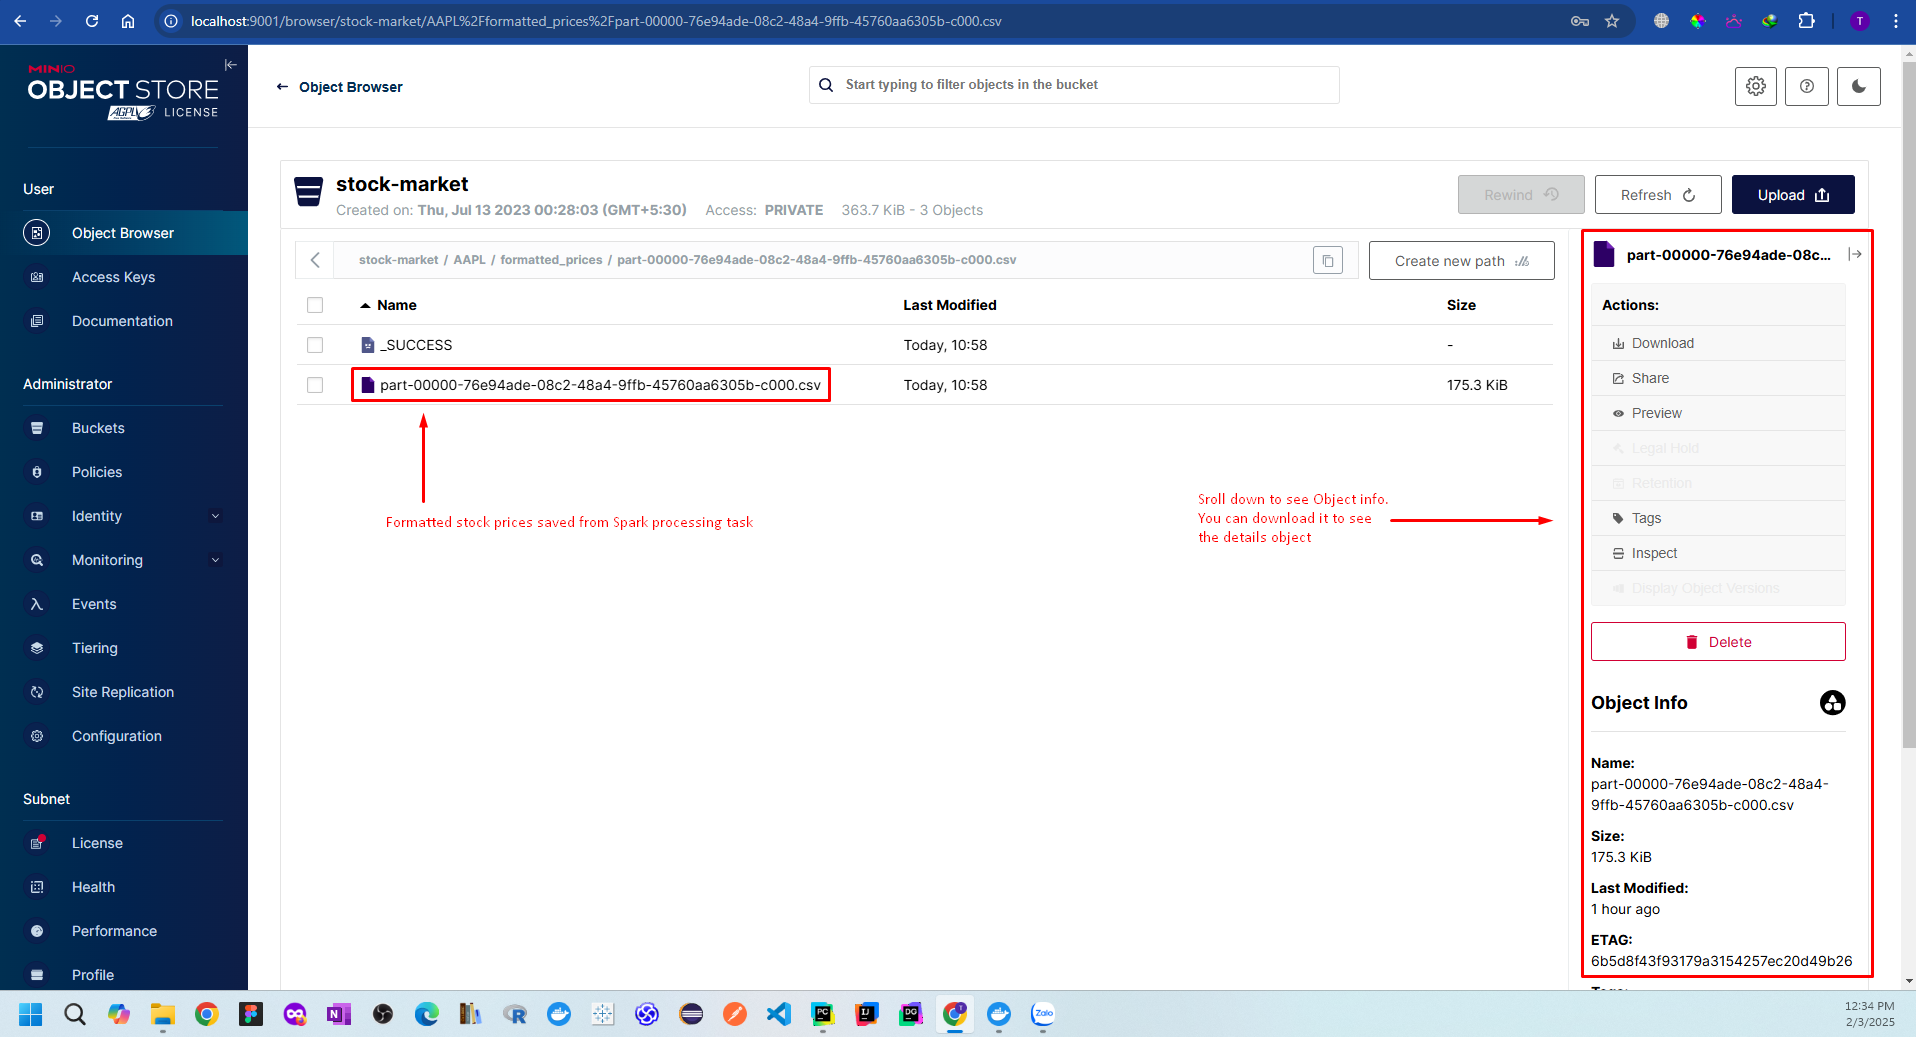 localhost:9001/browser/stock-market/AAPL%2Fformatted_prices%2Fpart-00000-76e94ade-08c2-48a4-9ffb-45760aa6305b-c000.csv
T
MINIO
OBJECT STORE
AGPLv3 LICENSE
User
Object Browser
Access Keys
Documentation
Administrator
Buckets
Policies
Identity
Monitoring
Events
Tiering
Site Replication
Configuration
Subnet
License
Health
Performance
Profile
Object Browser
Start typing to filter objects in the bucket
stock-market
Created on: Thu, Jul 13 2023 00:28:03 (GMT+5:30) Access: PRIVATE 363.7 KiB - 3 Objects
Rewind
Refresh
Upload
stock-market / AAPL / formatted_prices / part-00000-76e94ade-08c2-48a4-9ffb-45760aa6305b-c000.csv
Create new path
Name Last Modified Size
_SUCCESS Today, 10:58 -
part-00000-76e94ade-08c2-48a4-9ffb-45760aa6305b-c000.csv Today, 10:58 175.3 KiB
Formatted stock prices saved from Spark processing task
Sroll down to see Object info.
You can download it to see
the details object
part-00000-76e94ade-08c...
Actions:
Download
Share
Preview
Legal Hold
Retention
Tags
Inspect
Display Object Versions
Delete
Object Info
Name:
part-00000-76e94ade-08c2-48a4-
9ffb-45760aa6305b-c000.csv
Size:
175.3 KiB
Last Modified:
1 hour ago
ETAG:
6b5d8f43f93179a3154257ec20d49b26
Tags:
PC
IJ
DG
T
Zalo
12:34 PM
2/3/2025